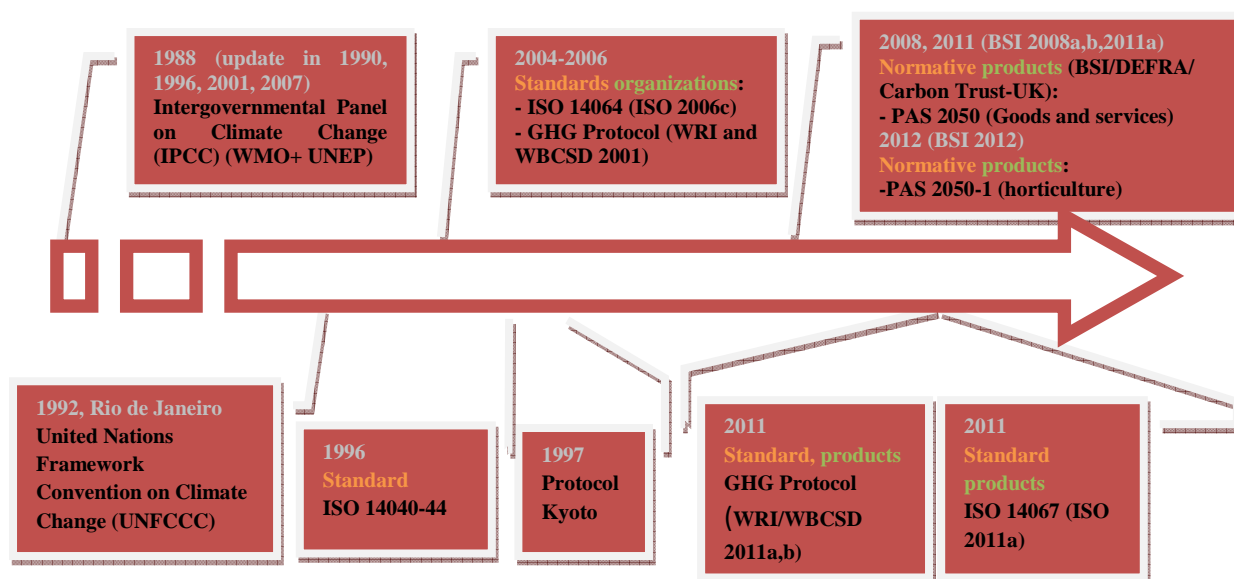 1988 (update in 1990,
1996, 2001, 2007)
Intergovernmental Panel
on Climate Change
(IPCC) (WMO+ UNEP)
2004-2006
Standards organizations:
- ISO 14064 (ISO 2006c)
- GHG Protocol (WRI and
WBCSD 2001)
2008, 2011 (BSI 2008a,b,2011a)
Normative products (BSI/DEFRA/
Carbon Trust-UK):
- PAS 2050 (Goods and services)
2012 (BSI 2012)
Normative products:
-PAS 2050-1 (horticulture)
1992, Rio de Janeiro
United Nations
Framework
Convention on Climate
Change (UNFCCC)
1996
Standard
ISO 14040-44
1997
Protocol
Kyoto
2011
Standard, products
GHG Protocol
(WRI/WBCSD
2011a,b)
2011
Standard
products
ISO 14067 (ISO
2011a)